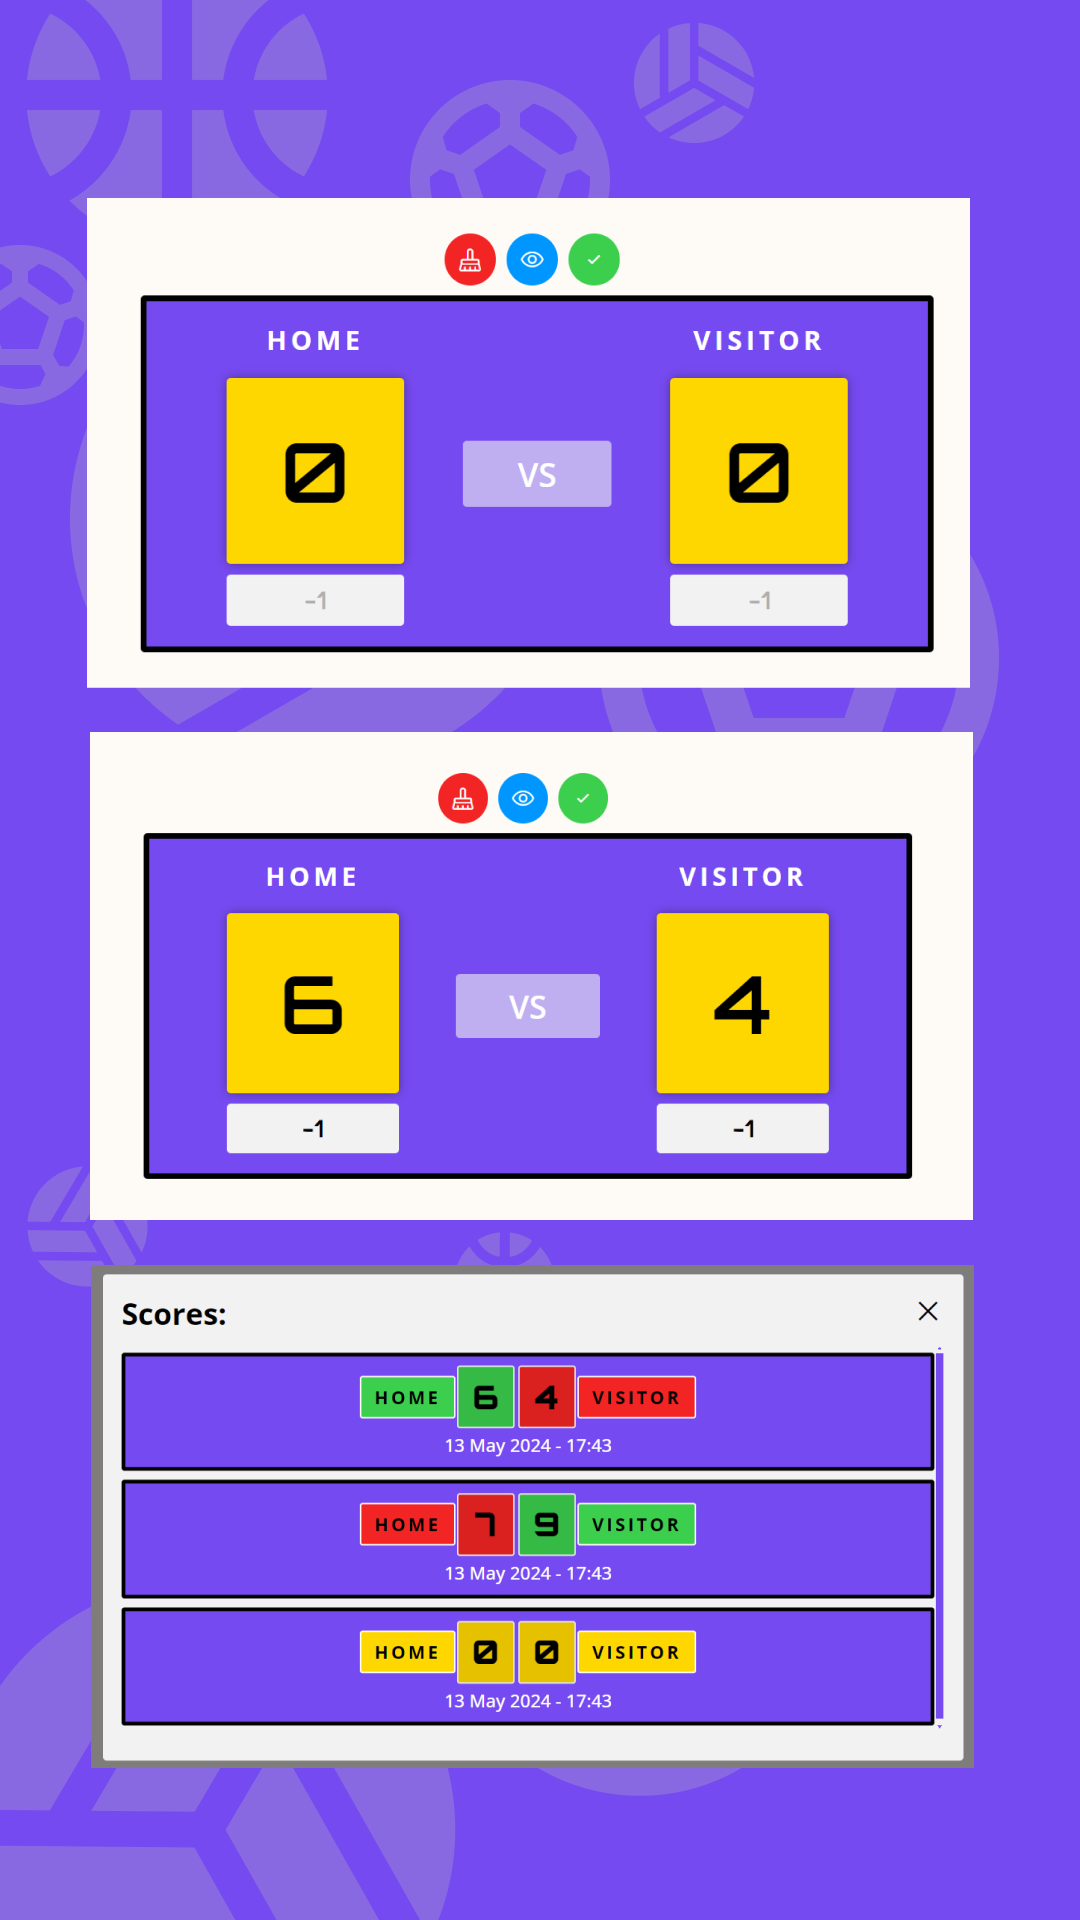 HOME VISITOR
0 VS 0
-1 -1
HOME VISITOR
6 VS 4
-1 -1
Scores:
HOME 6 4 VISITOR
13 May 2024 - 17:43
HOME 7 9 VISITOR
13 May 2024 - 17:43
HOME 0 0 VISITOR
13 May 2024 - 17:43